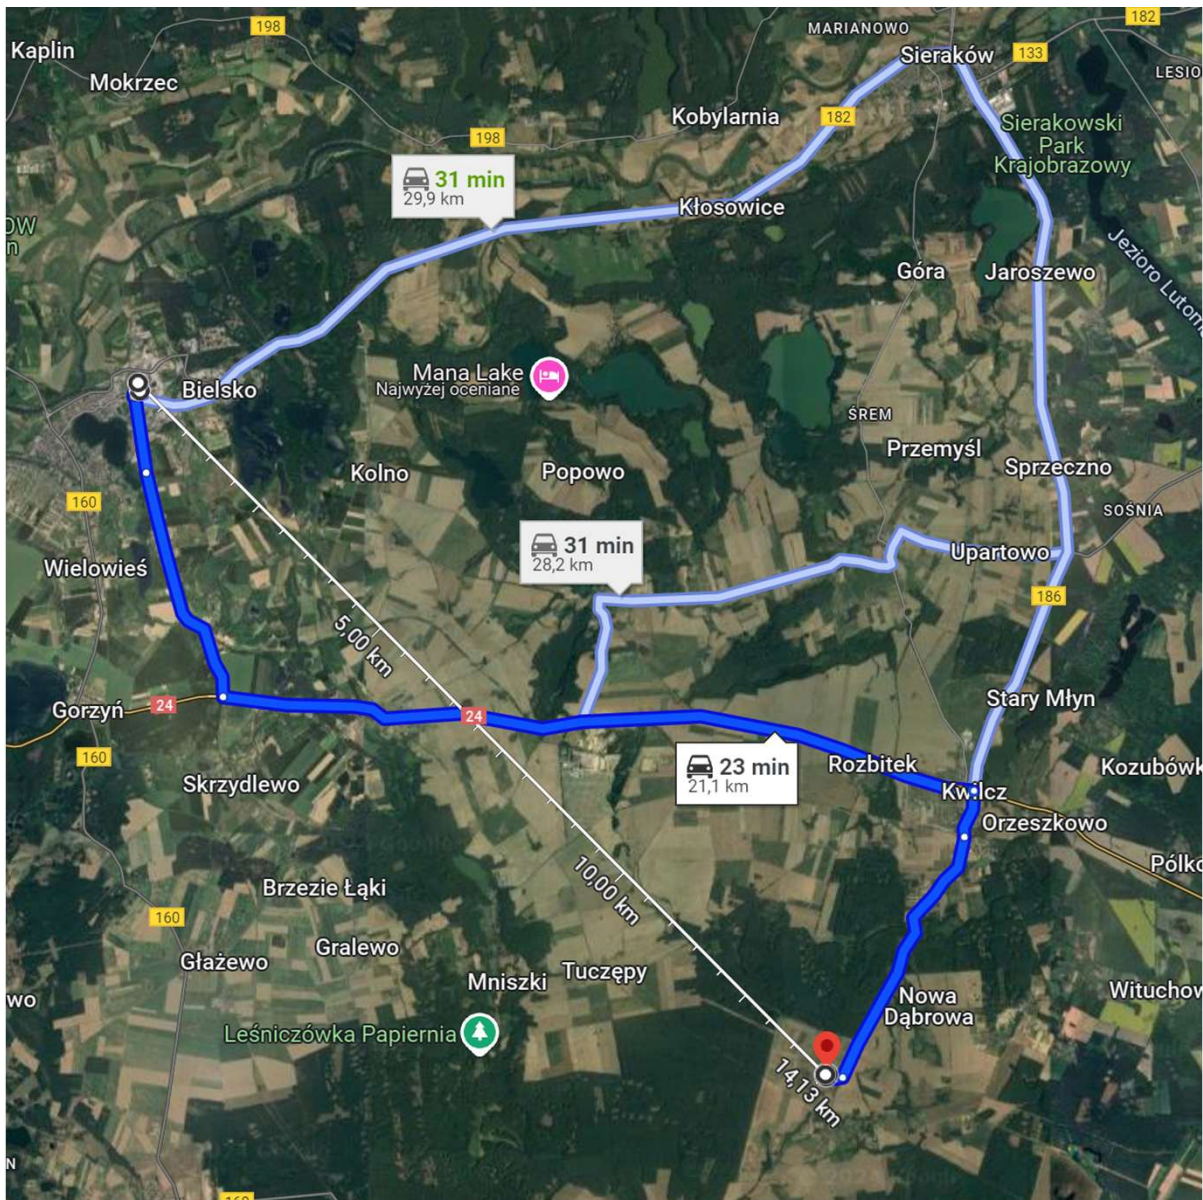 182
198
MARIANOWO
Kaplin
Sieraków
133
Mokrzec
LESIO
Kobylarnia
182
198
Sierakowski
Park
Krajobrazowy
31 min
29,9 km
Kłosowice
OW
n
Jezioro Lutom
Góra
Jaroszewo
Mana Lake
Najwyżej oceniane
Bielsko
ŚREM
Przemyśl
Kolno
Popowo
Sprzeczno
160
SOŚNIA
31 min
28,2 km
Upartowo
Wielowieś
186
5,00 km
Stary Młyn
Gorzyń
24
24
160
23 min
21,1 km
Rozbitek
Kozubówk
Skrzydlewo
Kwilcz
Orzeszkowo
Pólko
10,00 km
Brzezie Łąki
160
Gralewo
Głażewo
Tuczępy
Mniszki
wo
Nowa
Dąbrowa
Wituchow
Leśniczówka Papiernia
14,13 km
N
160